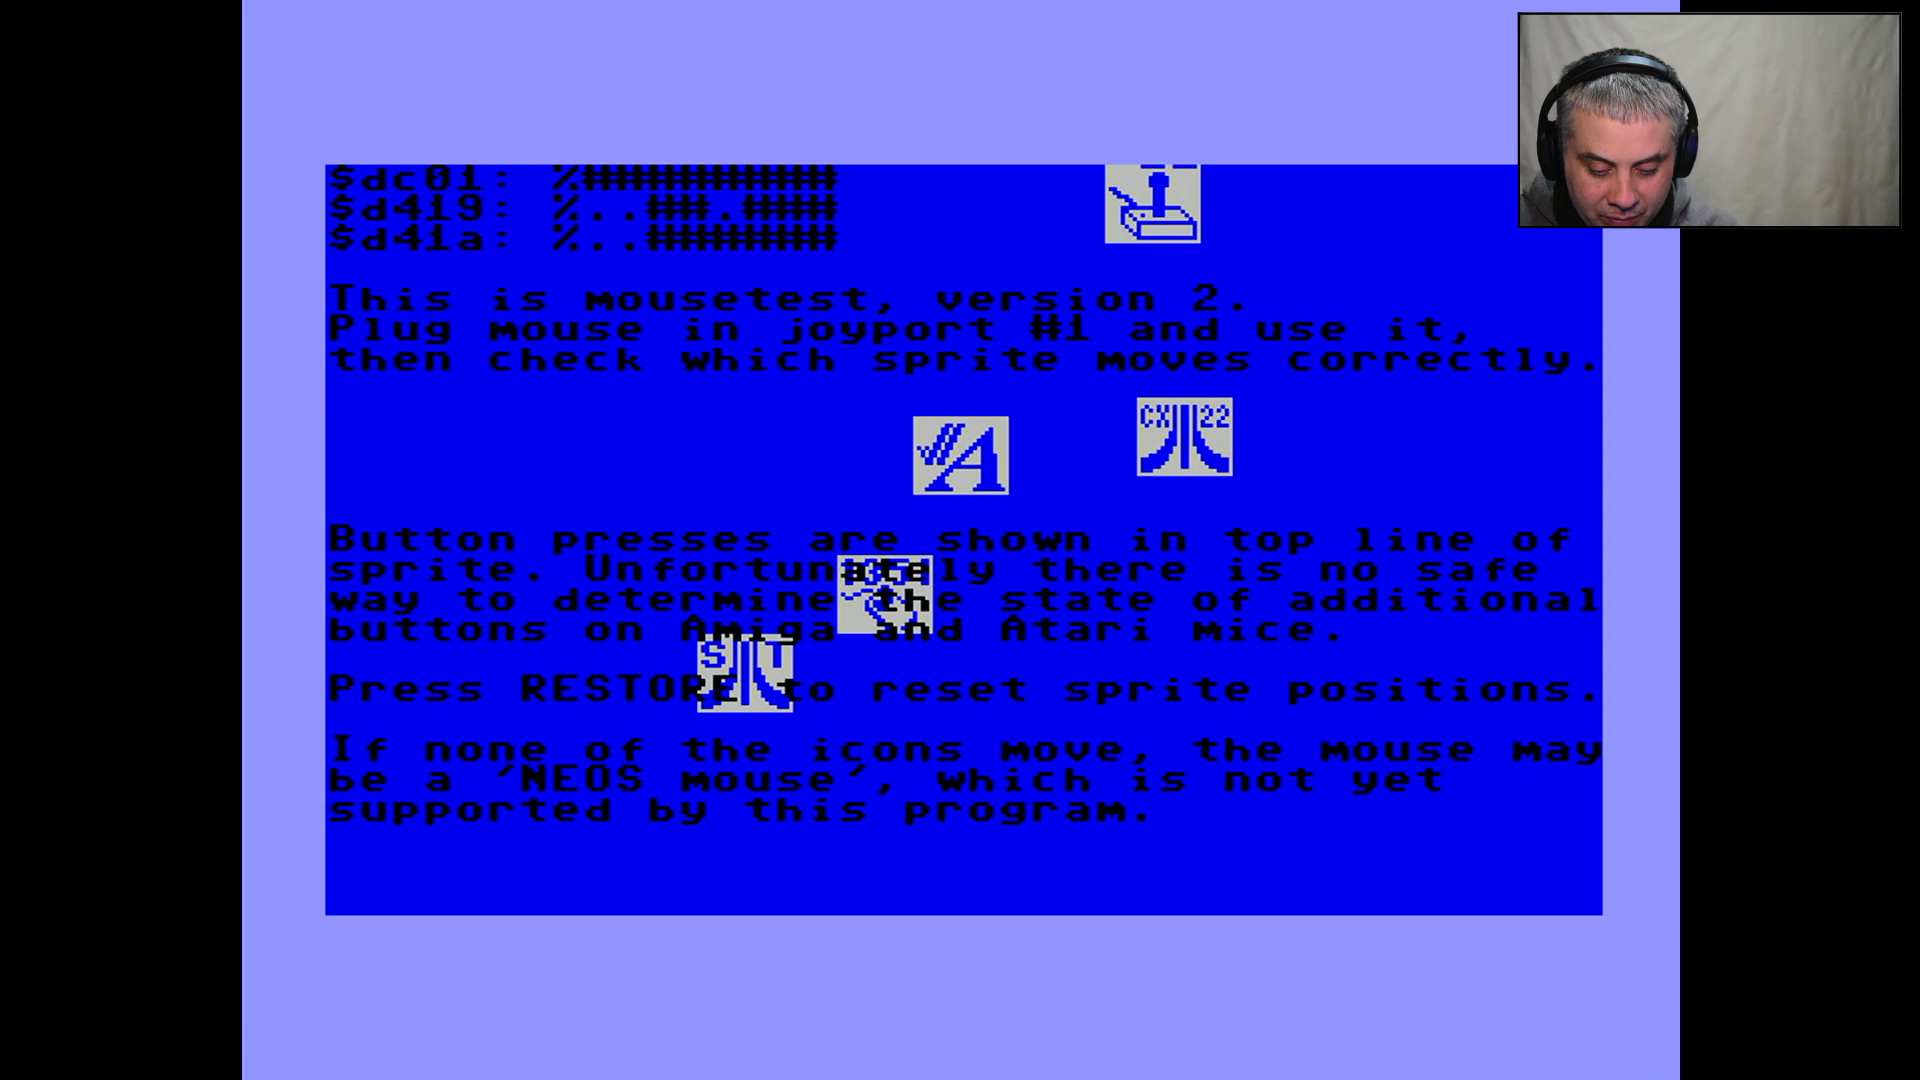 $dc01: %########
$d419: %..##.###
$d41a: %..######
This is mousetest, version 2.
Plug mouse in joyport #1 and use it,
then check which sprite moves correctly.
CX 22
A
Button presses are shown in top line of
sprite. Unfortunately there is no safe
way to determine the state of additional
buttons on Amiga and Atari mice.
S T
Press RESTORE to reset sprite positions.
If none of the icons move, the mouse may
be a 'NEOS mouse', which is not yet
supported by this program.